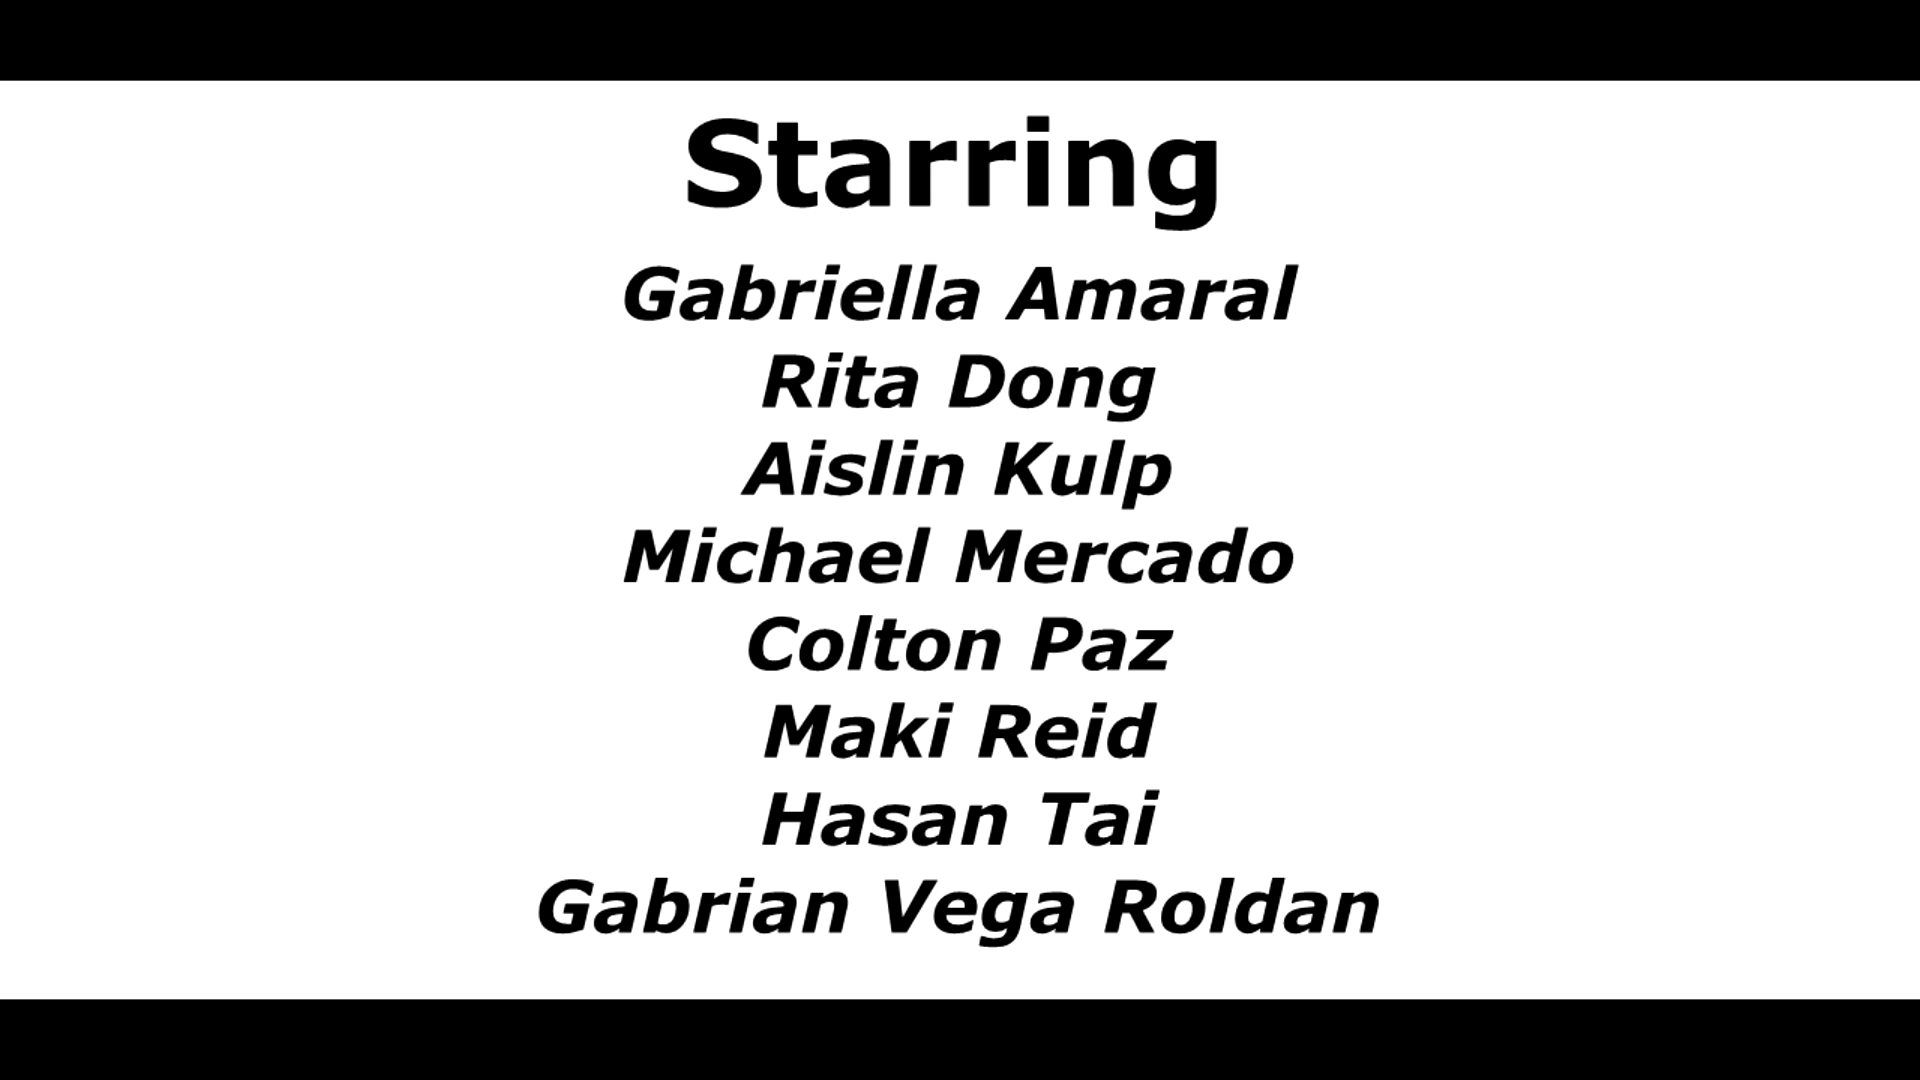 Starring
Gabriella Amaral
Rita Dong
Aislin Kulp
Michael Mercado
Colton Paz
Maki Reid
Hasan Tai
Gabrian Vega Roldan